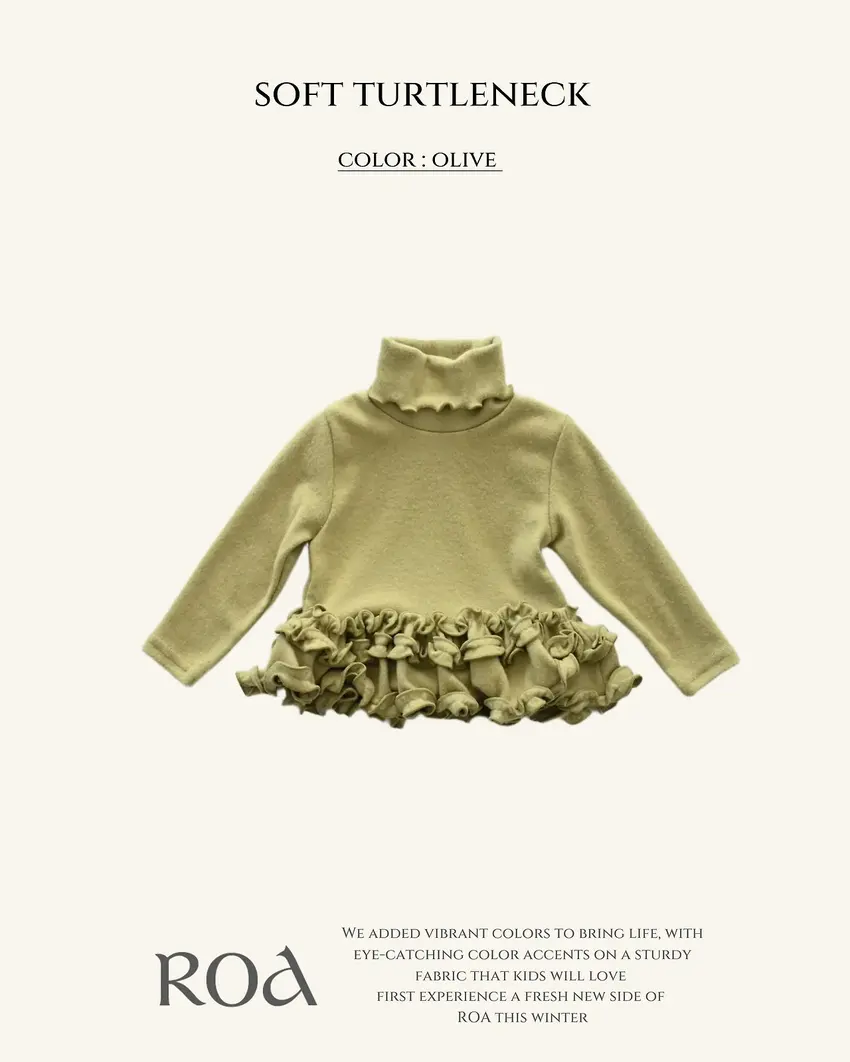 SOFT TURTLENECK
COLOR : OLIVE
ROA
WE ADDED VIBRANT COLORS TO BRING LIFE, WITH
EYE-CATCHING COLOR ACCENTS ON A STURDY
FABRIC THAT KIDS WILL LOVE
FIRST EXPERIENCE A FRESH NEW SIDE OF
ROA THIS WINTER